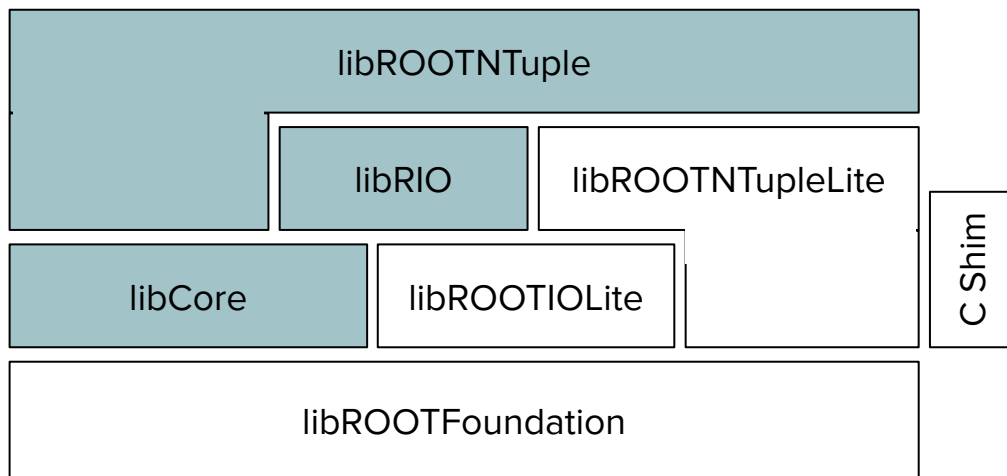 libROOTNTuple
libRIO
libROOTNTupleLite
libCore
libROOTIOLite
C Shim
libROOTFoundation